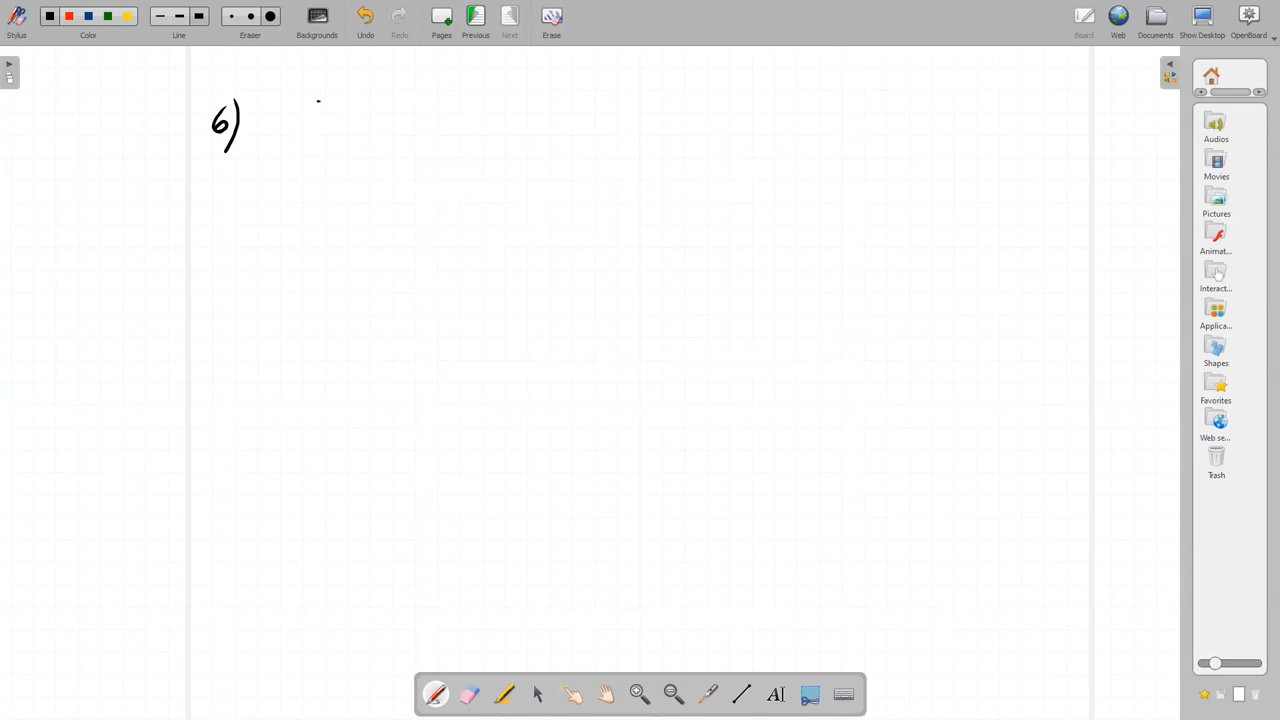 Stylus Color Line Eraser Backgrounds Undo Redo Pages Previous Next Erase Board Web Documents Show Desktop OpenBoard
6)
Audios
Movies
Pictures
Animat...
Interact...
Applica...
Shapes
Favorites
Web se...
Trash
AI